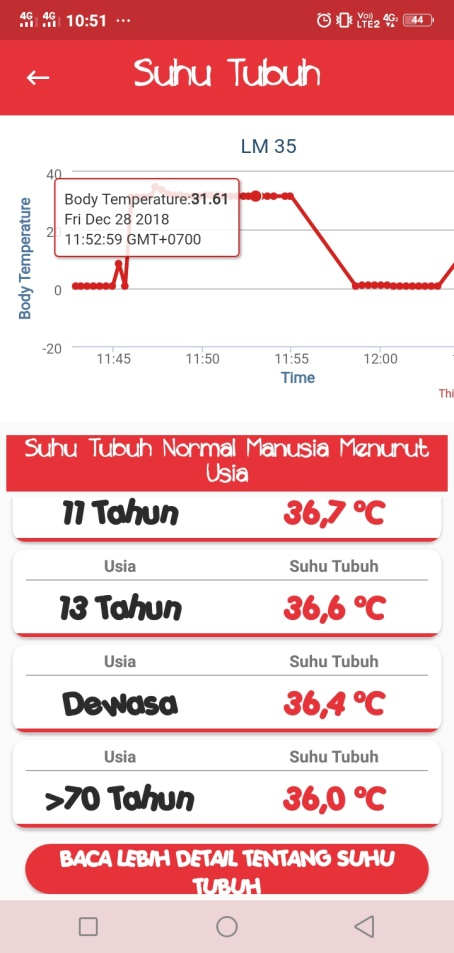 4G 4G 10:51 ... Vo) LTE2 4G2 44
Suhu Tubuh
LM 35
40
Body Temperature:31.61
Fri Dec 28 2018
11:52:59 GMT+0700
2
0
-20
Body Temperature
11:45 11:50 11:55 12:00
Time
Thi
Suhu Tubuh Normal Manusia Menurut
Usia
11 Tahun 36,7 °C
Usia Suhu Tubuh
13 Tahun 36,6 °C
Usia Suhu Tubuh
Dewasa 36,4 °C
Usia Suhu Tubuh
>70 Tahun 36,0 °C
BACA LEBIH DETAIL TENTANG SUHU
TUBUH